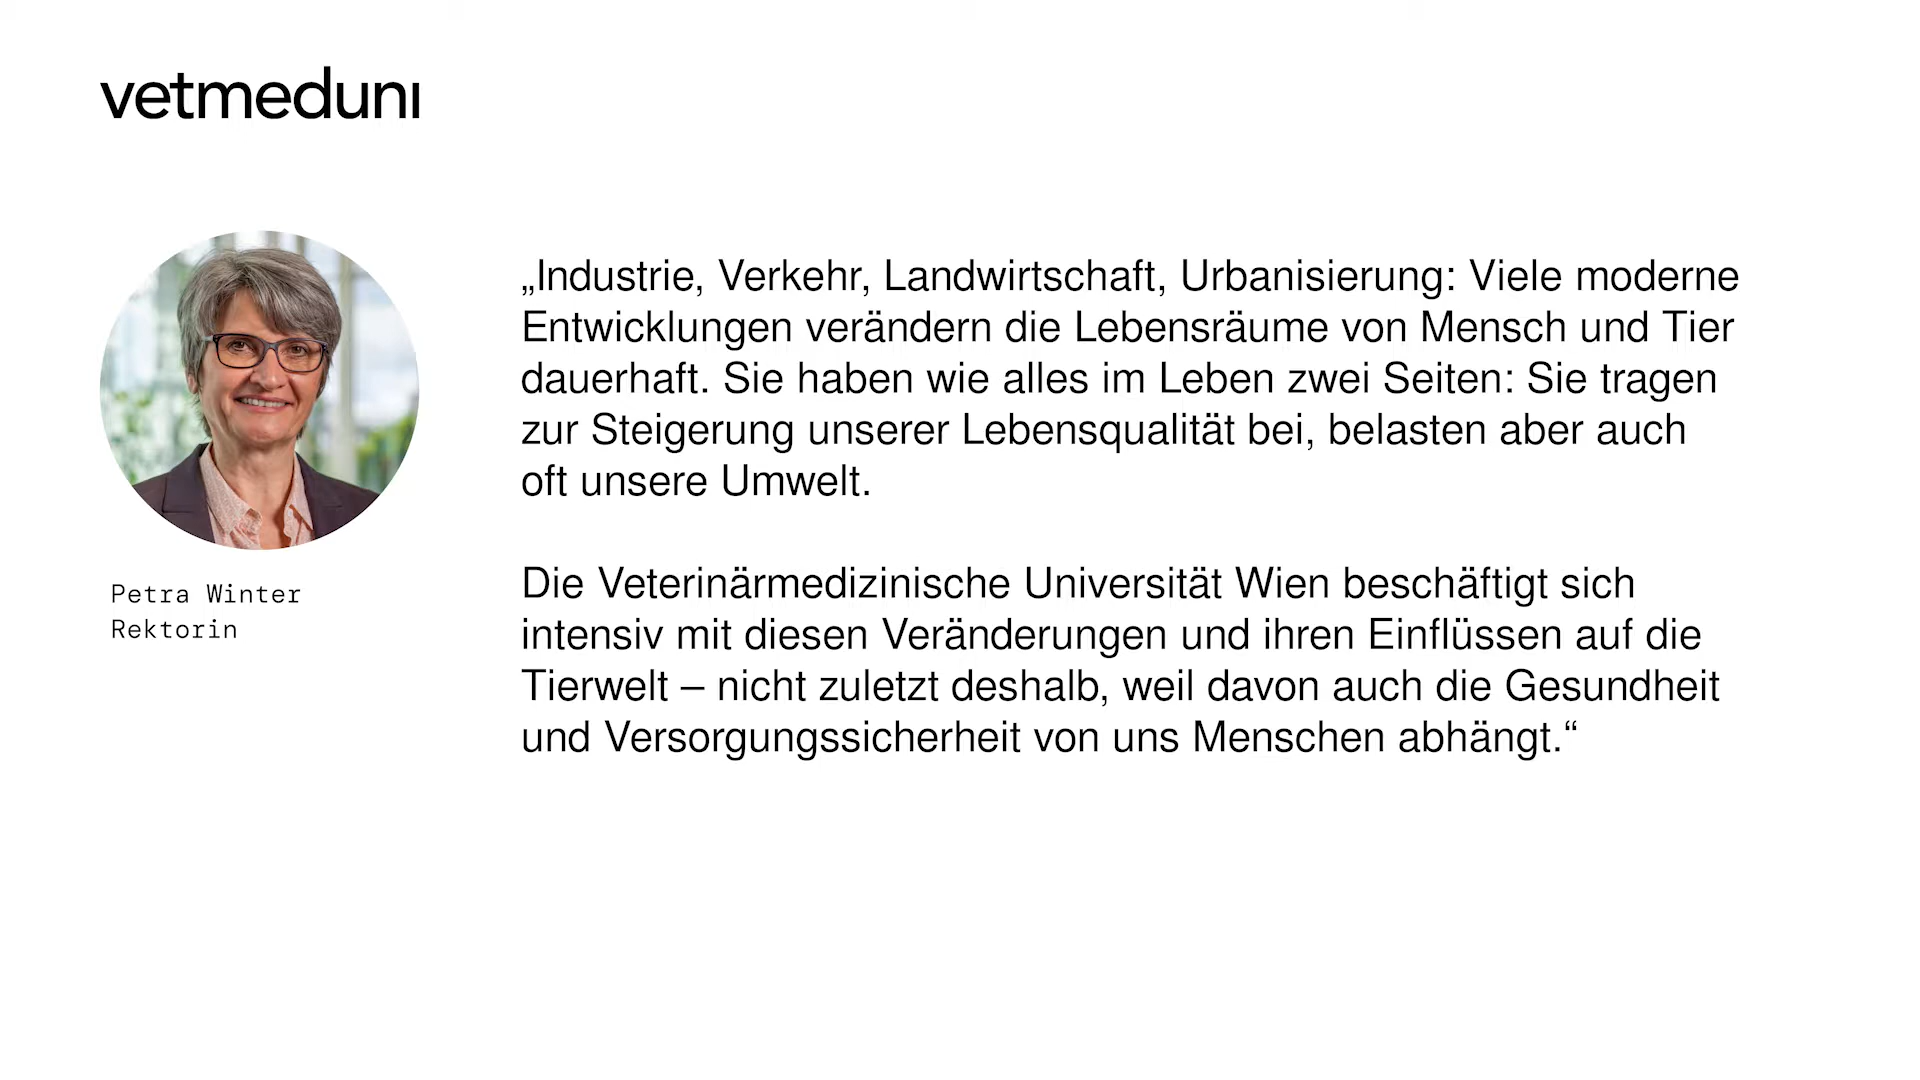 vetmeduni
Petra Winter
Rektorin
„Industrie, Verkehr, Landwirtschaft, Urbanisierung: Viele moderne
Entwicklungen verändern die Lebensräume von Mensch und Tier
dauerhaft. Sie haben wie alles im Leben zwei Seiten: Sie tragen
zur Steigerung unserer Lebensqualität bei, belasten aber auch
oft unsere Umwelt.
Die Veterinärmedizinische Universität Wien beschäftigt sich
intensiv mit diesen Veränderungen und ihren Einflüssen auf die
Tierwelt – nicht zuletzt deshalb, weil davon auch die Gesundheit
und Versorgungssicherheit von uns Menschen abhängt.“